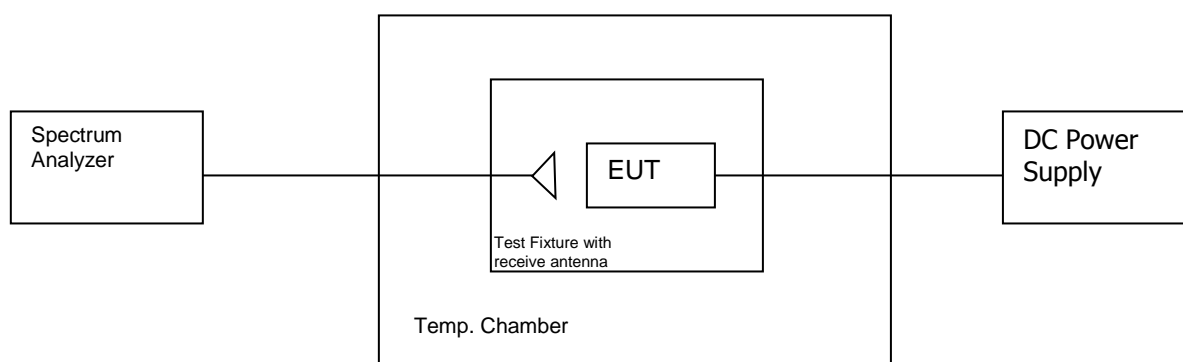 Spectrum
Analyzer
EUT
DC Power
Supply
Test Fixture with
receive antenna
Temp. Chamber